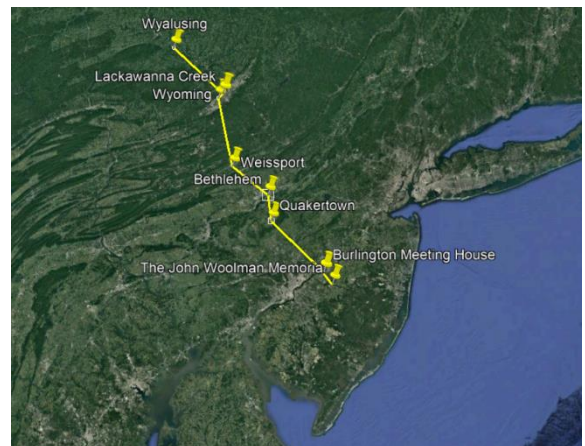 Wyalusing
Lackawanna Creek
Wyoming
Weissport
Bethlehem
Quakertown
Burlington Meeting House
The John Woolman Memorial